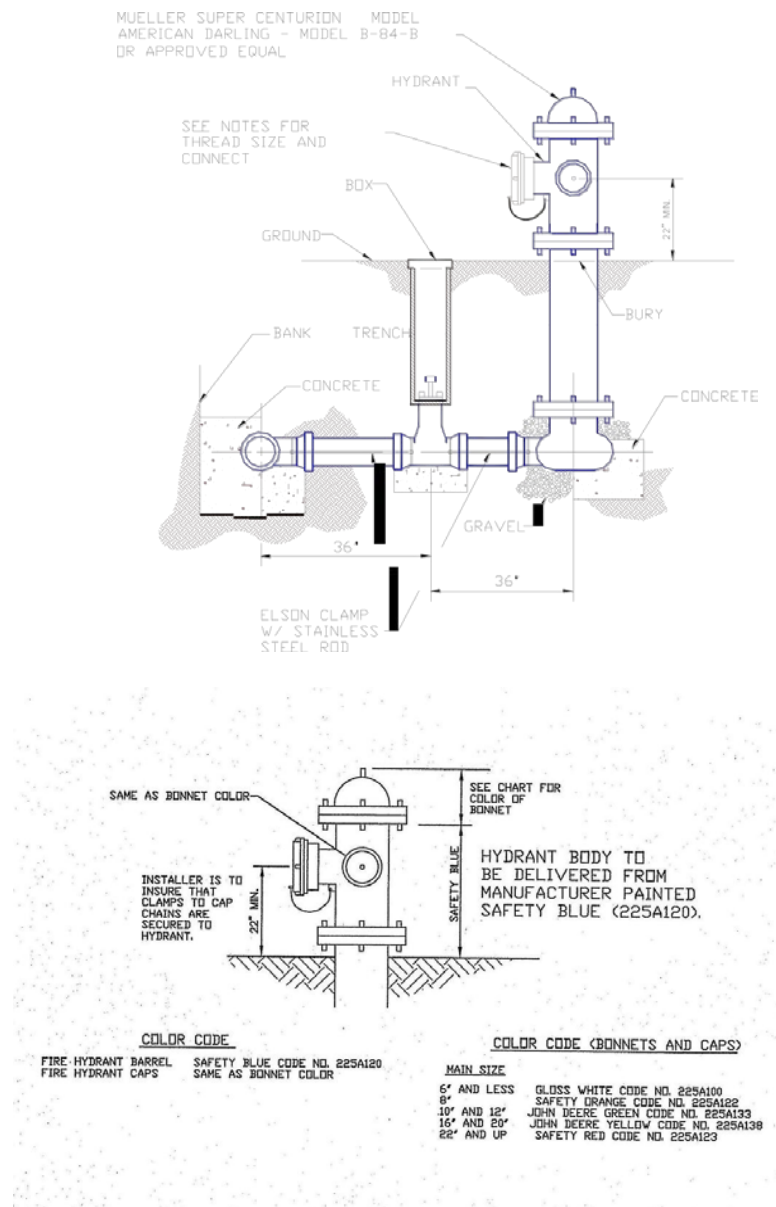 MUELLER SUPER CENTURION MODEL
AMERICAN DARLING - MODEL B-84-B
OR APPROVED EQUAL
HYDRANT
SEE NOTES FOR
THREAD SIZE AND
CONNECT
BOX
GROUND
22" MIN.
BURY
BANK
TRENCH
CONCRETE
CONCRETE
GRAVEL
36"
36"
ELSON CLAMP
W/ STAINLESS
STEEL ROD
SAME AS BONNET COLOR
SEE CHART FOR
COLOR OF
BONNET
INSTALLER IS TO
INSURE THAT
CLAMPS TO CAP
CHAINS ARE
SECURED TO
HYDRANT.
22" MIN.
SAFETY BLUE
HYDRANT BODY TO
BE DELIVERED FROM
MANUFACTURER PAINTED
SAFETY BLUE (225A120).
COLOR CODE
FIRE HYDRANT BARREL SAFETY BLUE CODE NO. 225A120
FIRE HYDRANT CAPS SAME AS BONNET COLOR
COLOR CODE (BONNETS AND CAPS)
MAIN SIZE
6" AND LESS GLOSS WHITE CODE NO. 225A100
8" SAFETY ORANGE CODE NO. 225A122
10" AND 12" JOHN DEERE GREEN CODE NO. 225A133
16" AND 20" JOHN DEERE YELLOW CODE NO. 225A138
22" AND UP SAFETY RED CODE NO. 225A123